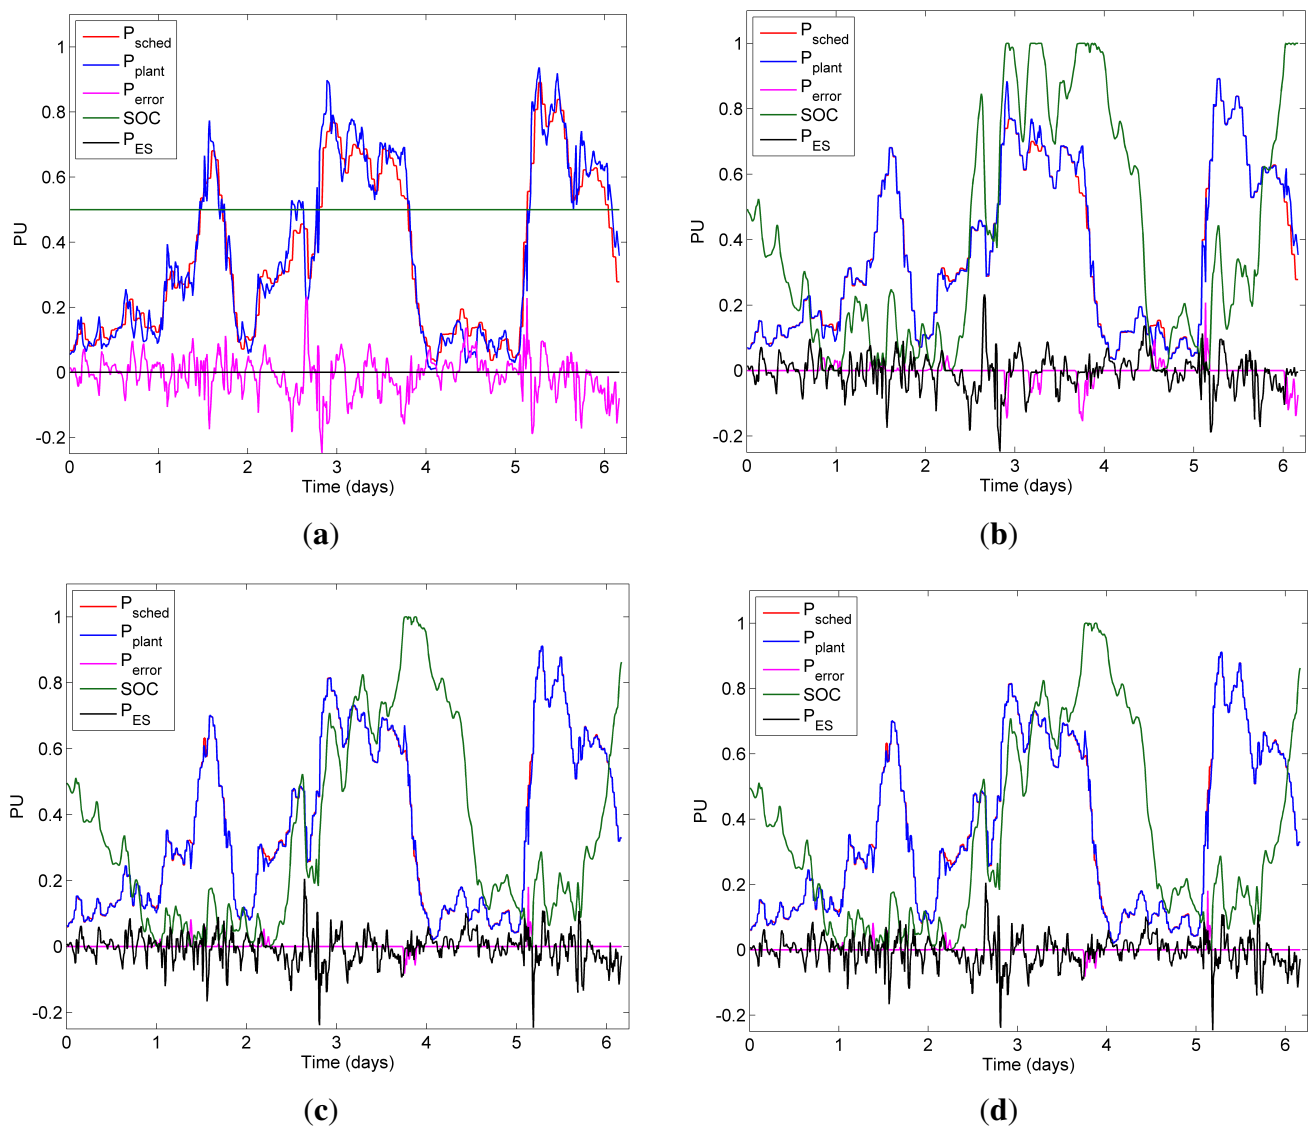 1
0.8
0.6
0.4
0.2
0
-0.2
PU
P_sched
P_plant
P_error
SOC
P_ES
0 1 2 3 4 5 6
Time (days)
(a)
1
0.8
0.6
0.4
0.2
0
-0.2
PU
P_sched
P_plant
P_error
SOC
P_ES
0 1 2 3 4 5 6
Time (days)
(b)
1
0.8
0.6
0.4
0.2
0
-0.2
PU
P_sched
P_plant
P_error
SOC
P_ES
0 1 2 3 4 5 6
Time (days)
(c)
1
0.8
0.6
0.4
0.2
0
-0.2
PU
P_sched
P_plant
P_error
SOC
P_ES
0 1 2 3 4 5 6
Time (days)
(d)